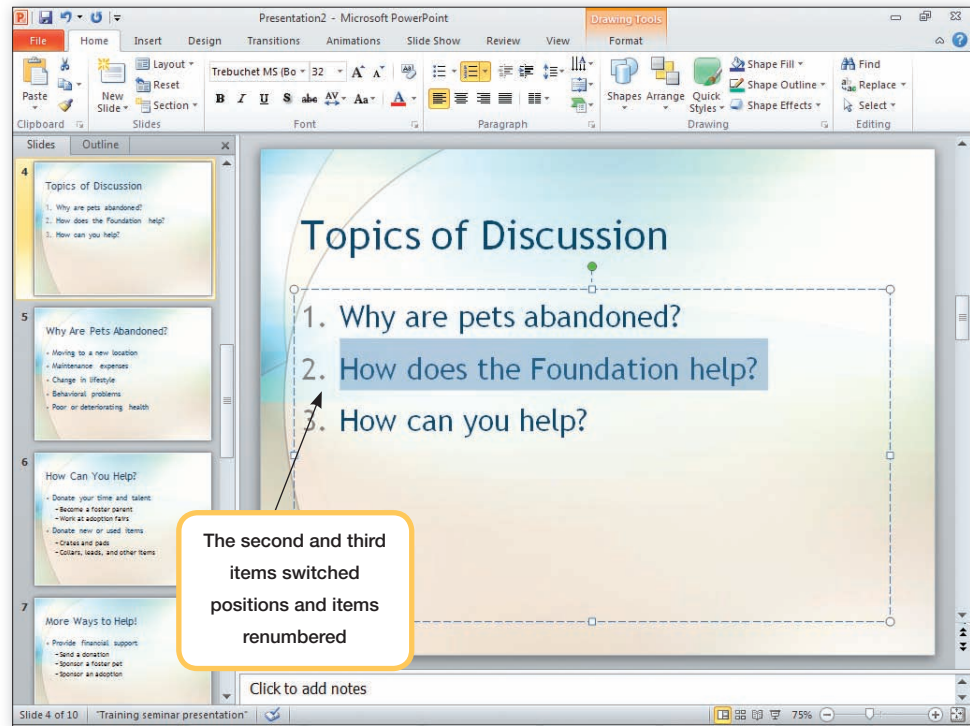 Presentation2 - Microsoft PowerPoint
Drawing Tools
File Home Insert Design Transitions Animations Slide Show Review View Format
Paste
New Slide
Layout
Reset
Section
Trebuchet MS (Bo 32
B I U S abc AV Aa A
Shapes Arrange Quick Styles
Shape Fill
Shape Outline
Shape Effects
Find
Replace
Select
Clipboard Slides Font Paragraph Drawing Editing
Slides Outline
4
Topics of Discussion
1. Why are pets abandoned?
2. How does the Foundation help?
3. How can you help?
5
Why Are Pets Abandoned?
• Moving to a new location
• Maintenance expenses
• Change in lifestyle
• Behavioral problems
• Poor or deteriorating health
6
How Can You Help?
• Donate your time and talent
– Become a foster parent
– Work at adoption fairs
• Donate new or used items
– Crates and pads
– Collars, leads, and other items
7
More Ways to Help!
• Provide financial support
– Send a donation
– Sponsor a foster pet
– Sponsor an adoption
Topics of Discussion
1. Why are pets abandoned?
2. How does the Foundation help?
3. How can you help?
The second and third
items switched
positions and items
renumbered
Click to add notes
Slide 4 of 10 "Training seminar presentation" 75%